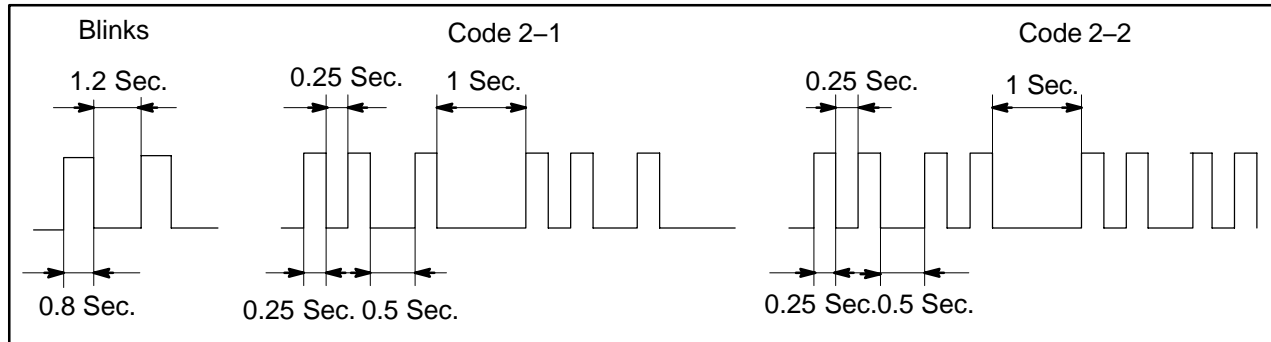 Blinks
Code 2–1
Code 2–2
1.2 Sec.
0.25 Sec.
1 Sec.
0.25 Sec.
1 Sec.
0.8 Sec.
0.25 Sec.
0.5 Sec.
0.25 Sec.
0.5 Sec.